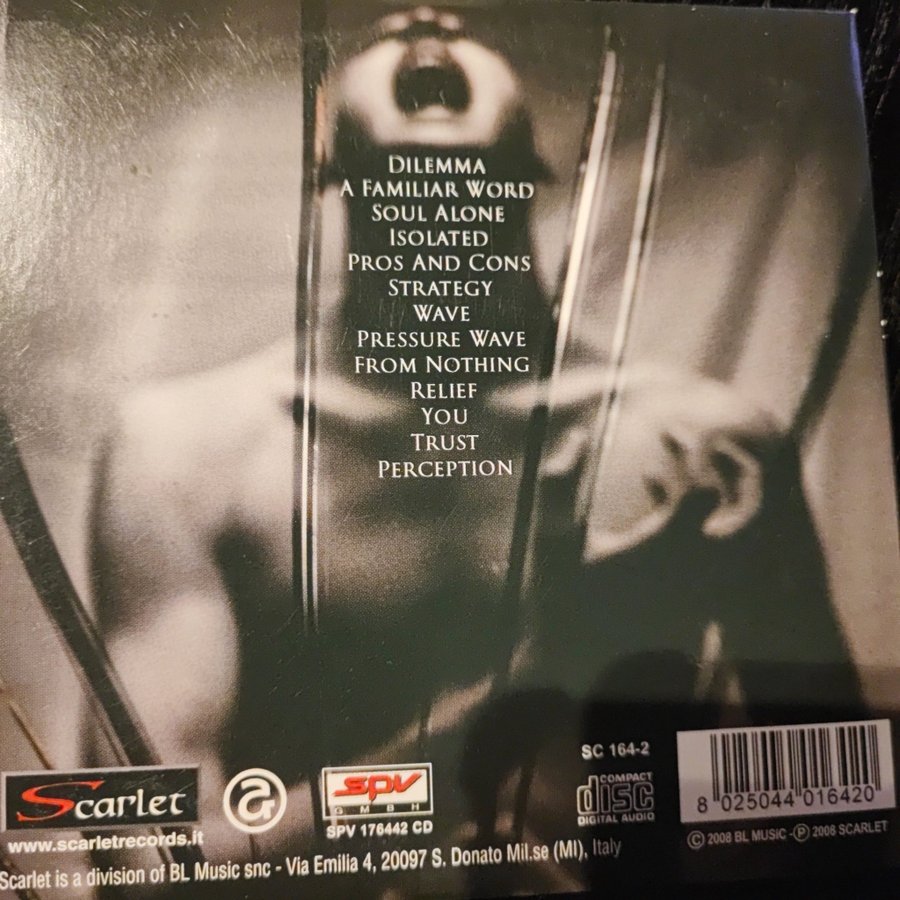 DILEMMA
A FAMILIAR WORD
SOUL ALONE
ISOLATED
PROS AND CONS
STRATEGY
WAVE
PRESSURE WAVE
FROM NOTHING
RELIEF
YOU
TRUST
PERCEPTION
SC 164-2
Scarlet
spv
GMBH
COMPACT
disc
DIGITAL AUDIO
8 025044 016420
SPV 176442 CD
www.scarletrecords.it
© 2008 BL MUSIC - ℗ 2008 SCARLET
Scarlet is a division of BL Music snc - Via Emilia 4, 20097 S. Donato Mil.se (MI), Italy